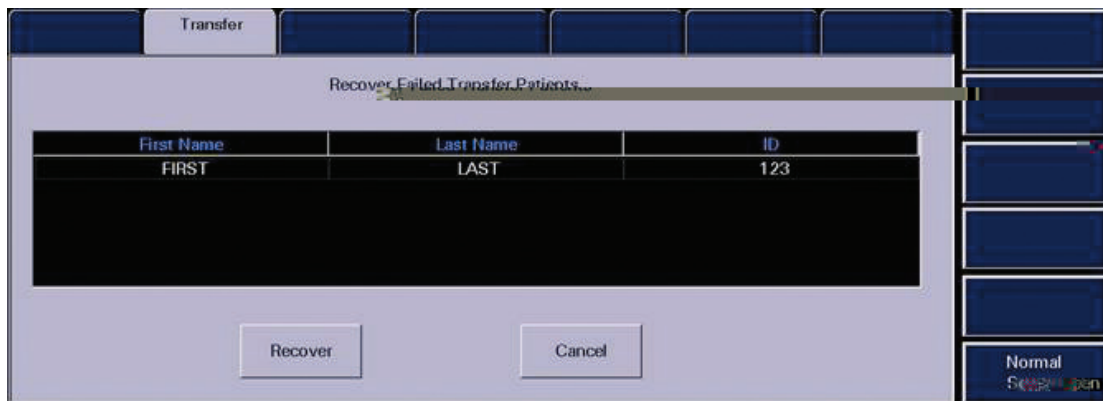 Transfer
Recover Failed Transfer Patients
First Name Last Name ID
FIRST LAST 123
Recover Cancel
Normal